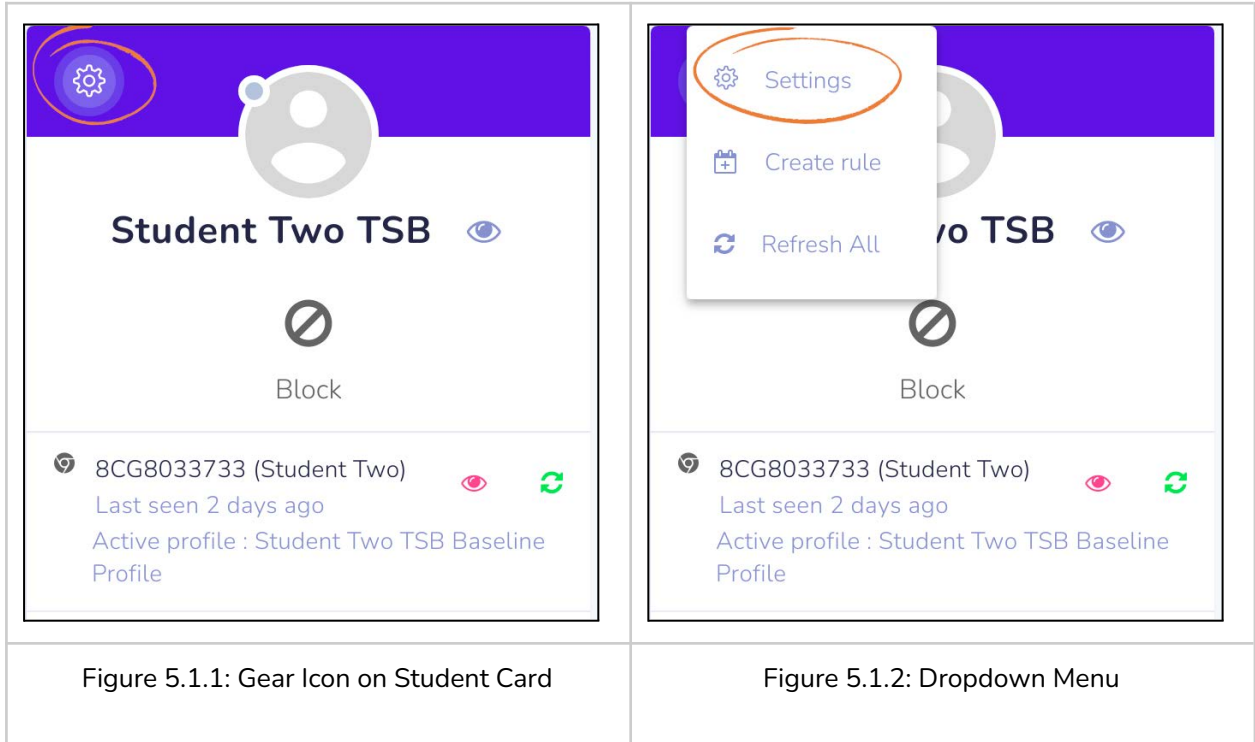 Student Two TSB
Block
8CG8033733 (Student Two)
Last seen 2 days ago
Active profile : Student Two TSB Baseline
Profile
Figure 5.1.1: Gear Icon on Student Card
Settings
Create rule
Refresh All
wo TSB
Block
8CG8033733 (Student Two)
Last seen 2 days ago
Active profile : Student Two TSB Baseline
Profile
Figure 5.1.2: Dropdown Menu